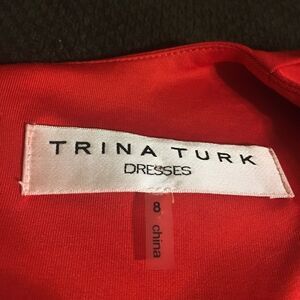 TRINA TURK
DRESSES
8
china